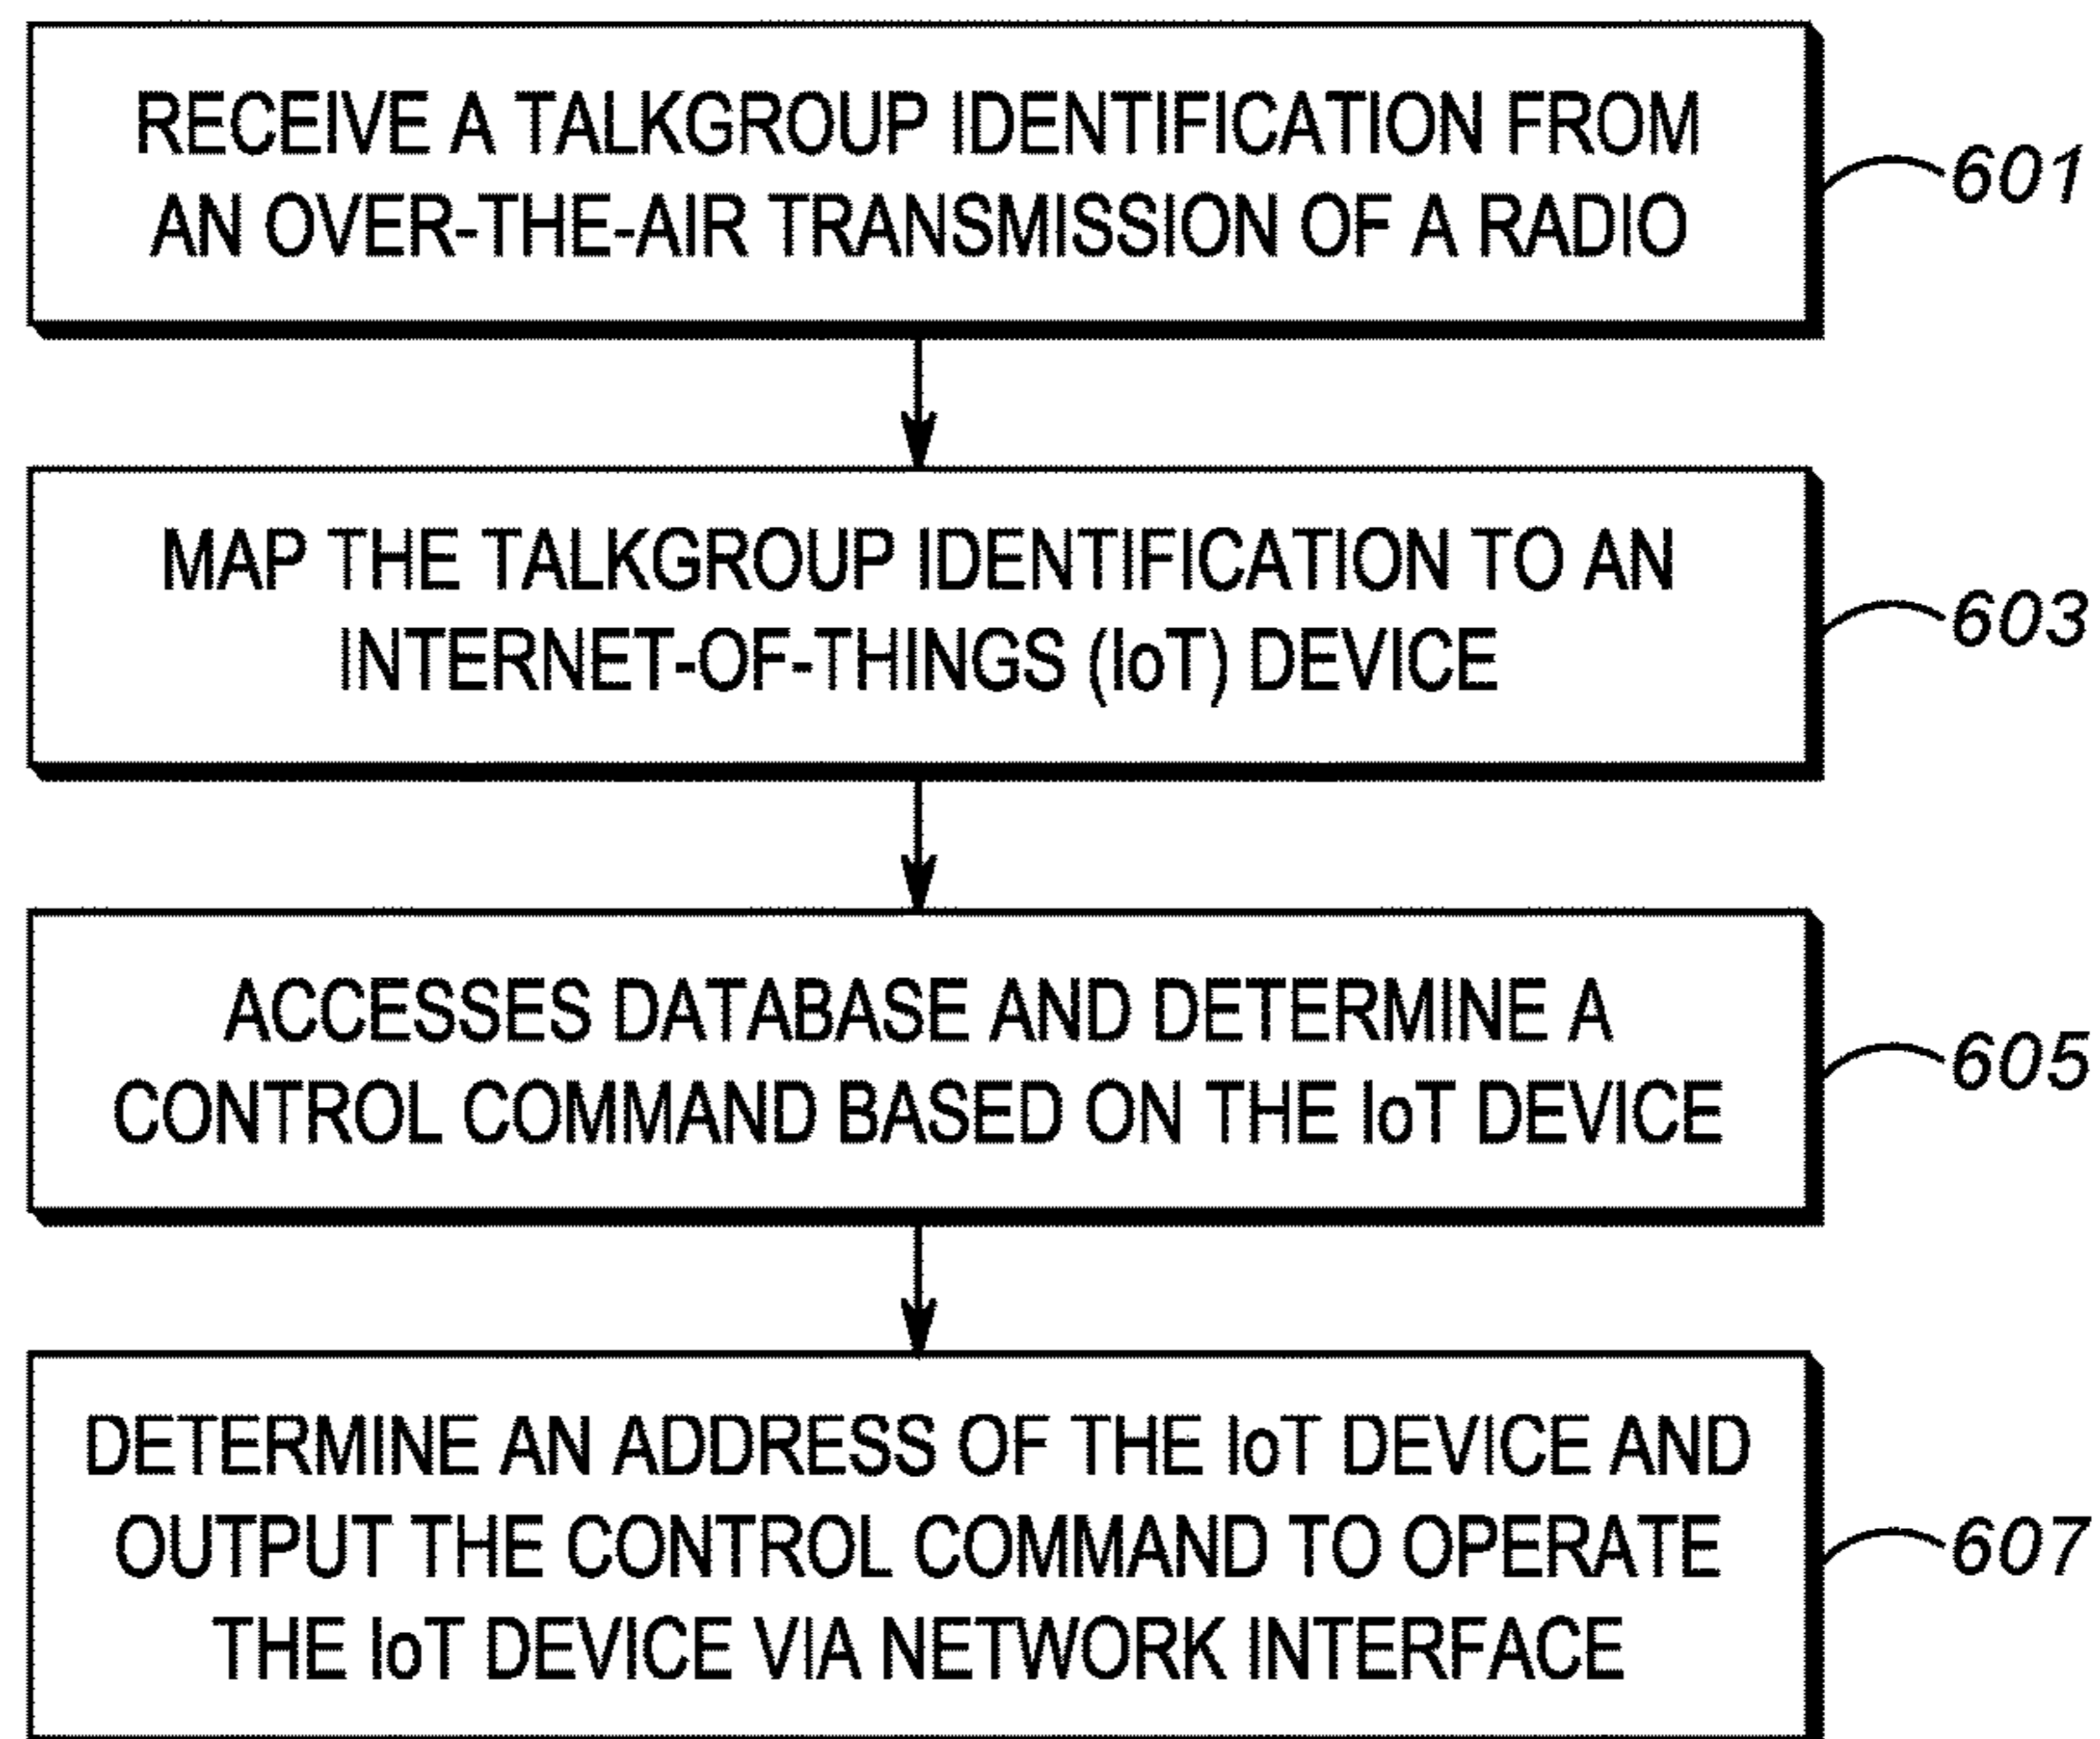 RECEIVE A TALKGROUP IDENTIFICATION FROM
AN OVER-THE-AIR TRANSMISSION OF A RADIO
601
MAP THE TALKGROUP IDENTIFICATION TO AN
INTERNET-OF-THINGS (IoT) DEVICE
603
ACCESSES DATABASE AND DETERMINE A
CONTROL COMMAND BASED ON THE IoT DEVICE
605
DETERMINE AN ADDRESS OF THE IoT DEVICE AND
OUTPUT THE CONTROL COMMAND TO OPERATE
THE IoT DEVICE VIA NETWORK INTERFACE
607